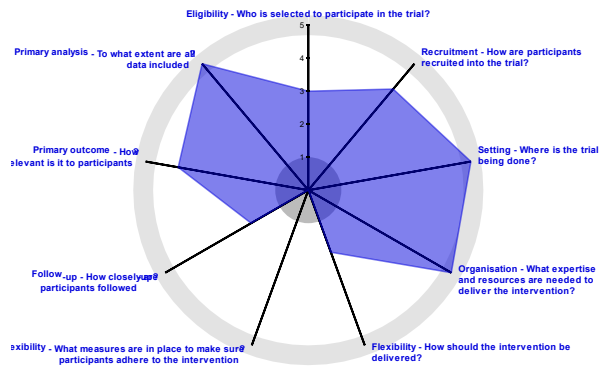 Eligibility - Who is selected to participate in the trial?
5
4
3
2
1
Recruitment - How are participants
recruited into the trial?
Setting - Where is the trial
being done?
Organisation - What expertise
and resources are needed to
deliver the intervention?
Flexibility - How should the intervention be
delivered?
exibility - What measures are in place to make sure
participants adhere to the intervention
?
Follow-up - How closely are
participants followed
up?
Primary outcome - How
elevant is it to participants
?
Primary analysis - To what extent are all
data included
?